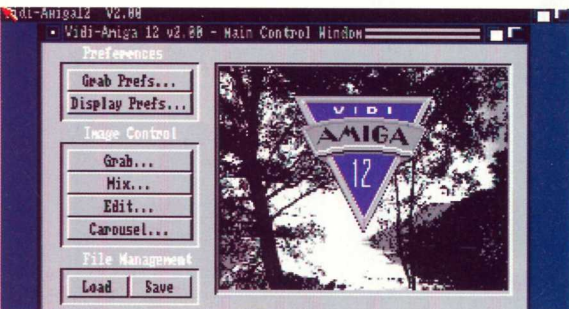 Vidi-Amiga12 V2.00
Vidi-Amiga 12 v2.00 - Main Control Window
Preferences
Grab Prefs...
Display Prefs...
Image Control
Grab...
Mix...
Edit...
Carousel...
File Management
Load Save
VIDI
AMIGA
12